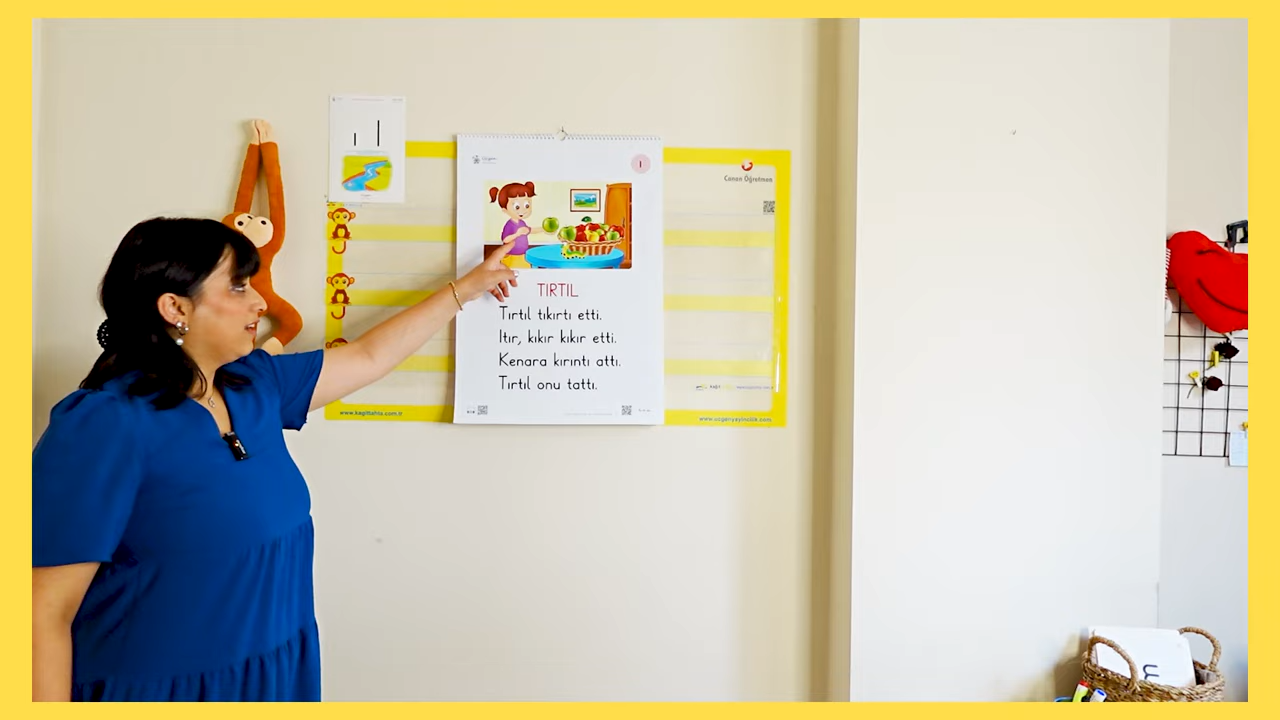 ı l
Canan Öğretmen
I
TIRTIL
Tırtıl tıkırtı etti.
Itır, kıkır kıkır etti.
Kenara kırıntı attı.
Tırtıl onu tattı.
www.kagittahta.com.tr
www.uzganyayincilik.com
m